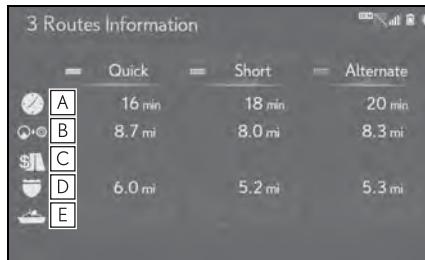 3 Routes Information
Quick Short Alternate
A 16 min 18 min 20 min
B 8.7 mi 8.0 mi 8.3 mi
$ C
D 6.0 mi 5.2 mi 5.3 mi
E